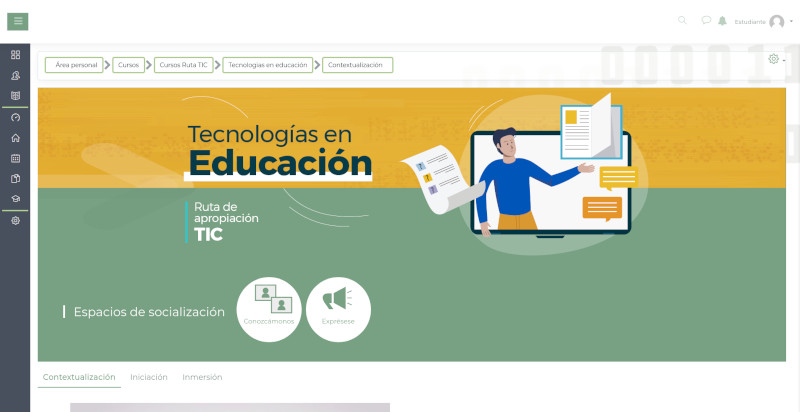 Estudiante
Área personal
Cursos
Cursos Ruta TIC
Tecnologías en educación
Contextualización
Tecnologías en
Educación
Ruta de
apropiación
TIC
Espacios de socialización
Conozcámonos
Exprésese
Contextualización
Iniciación
Inmersión